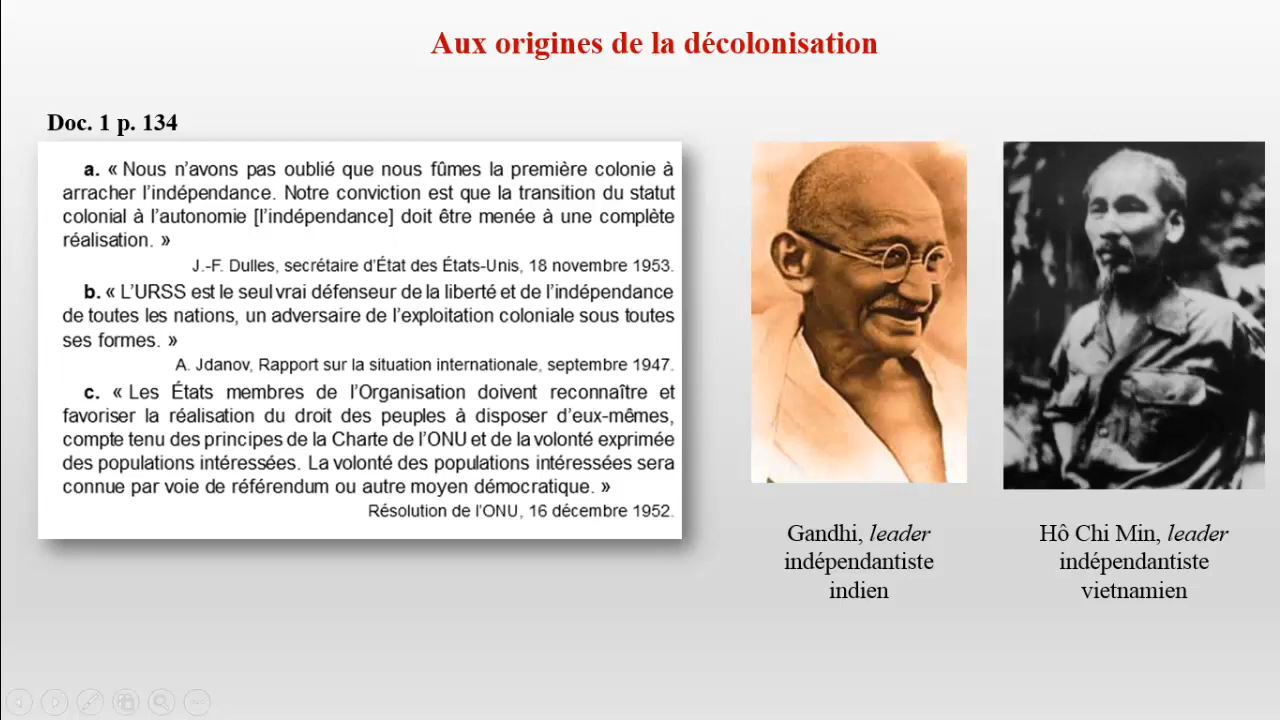 Aux origines de la décolonisation
Doc. 1 p. 134
a. « Nous n'avons pas oublié que nous fûmes la première colonie à
arracher l'indépendance. Notre conviction est que la transition du statut
colonial à l'autonomie [l'indépendance] doit être menée à une complète
réalisation. »
J.-F. Dulles, secrétaire d'État des États-Unis, 18 novembre 1953.
b. « L'URSS est le seul vrai défenseur de la liberté et de l'indépendance
de toutes les nations, un adversaire de l'exploitation coloniale sous toutes
ses formes. »
A. Jdanov, Rapport sur la situation internationale, septembre 1947.
c. « Les États membres de l'Organisation doivent reconnaître et
favoriser la réalisation du droit des peuples à disposer d'eux-mêmes,
compte tenu des principes de la Charte de l'ONU et de la volonté exprimée
des populations intéressées. La volonté des populations intéressées sera
connue par voie de référendum ou autre moyen démocratique. »
Résolution de l'ONU, 16 décembre 1952.
Gandhi, leader
indépendantiste
indien
Hô Chi Min, leader
indépendantiste
vietnamien